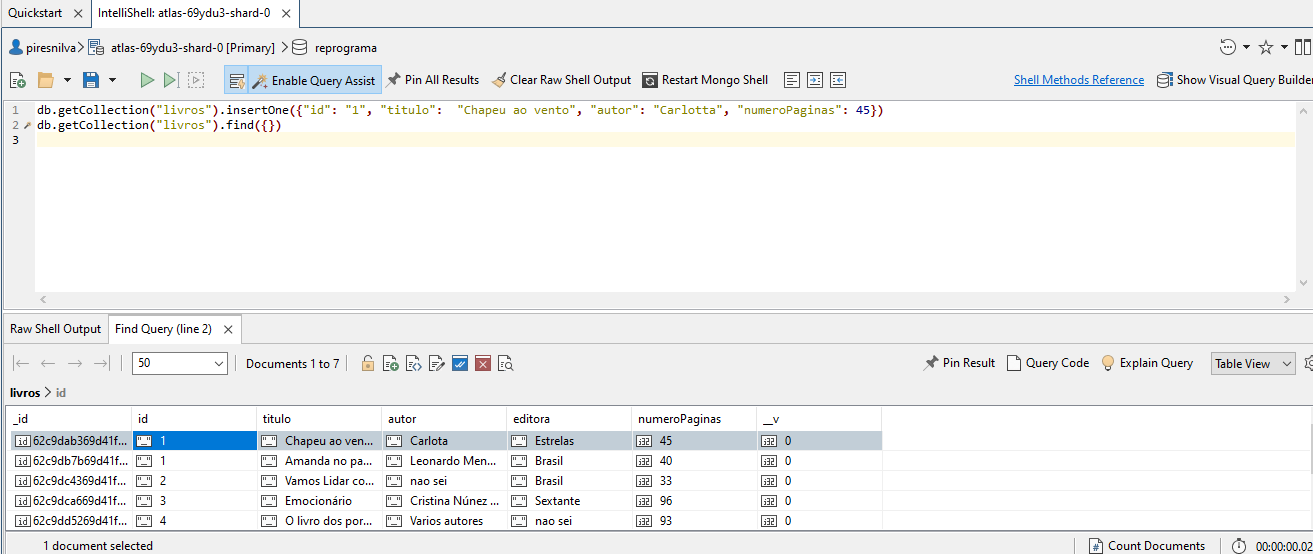 Quickstart IntelliShell: atlas-69ydu3-shard-0
piresnilva atlas-69ydu3-shard-0 [Primary] reprograma
Enable Query Assist Pin All Results Clear Raw Shell Output Restart Mongo Shell Shell Methods Reference Show Visual Query Builder
1 db.getCollection("livros").insertOne({"id": "1", "titulo":  "Chapeu ao vento", "autor": "Carlotta", "numeroPaginas": 45})
2 db.getCollection("livros").find({})
3
Raw Shell Output Find Query (line 2)
50 Documents 1 to 7 Pin Result Query Code Explain Query Table View
livros > id
_id id titulo autor editora numeroPaginas __v
62c9dab369d41f... 1 Chapeu ao ven... Carlota Estrelas 45 0
62c9db7b69d41f... 1 Amanda no pa... Leonardo Men... Brasil 40 0
62c9dc4369d41f... 2 Vamos Lidar co... nao sei Brasil 33 0
62c9dca669d41f... 3 Emocionário Cristina Núnez ... Sextante 96 0
62c9dd5269d41f... 4 O livro dos por... Varios autores nao sei 93 0
1 document selected Count Documents 00:00:00.02